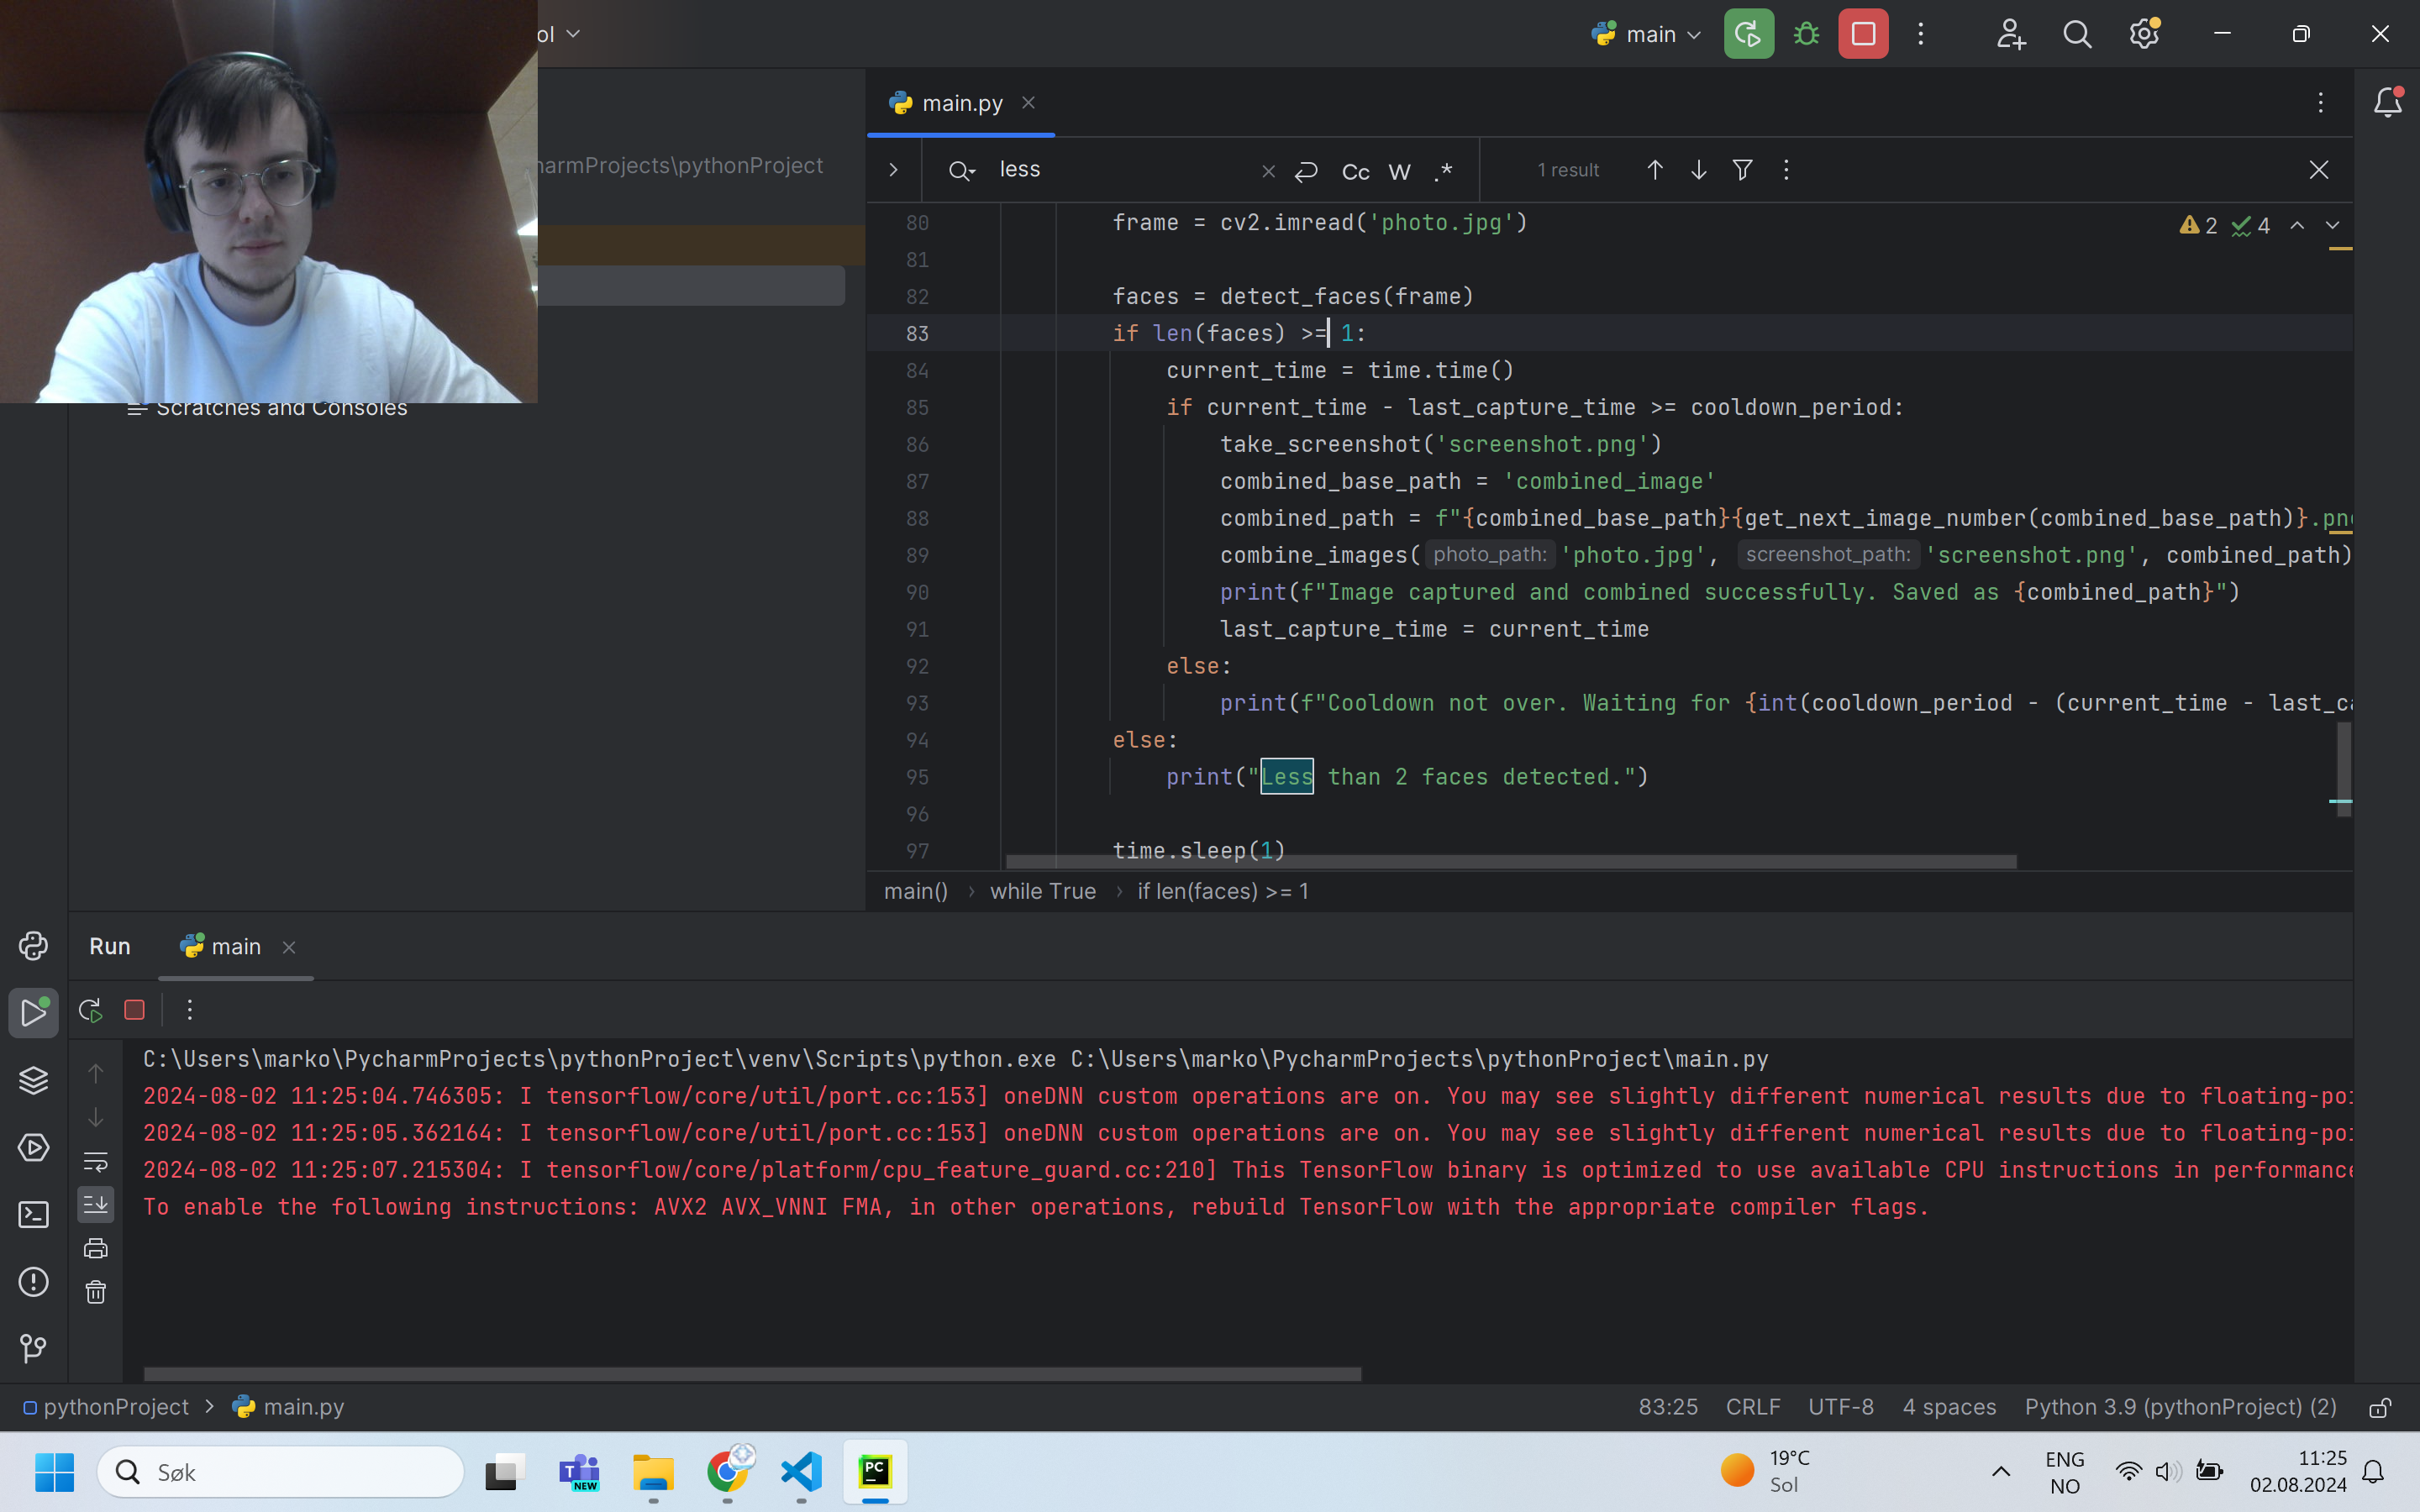 ol
main
main.py
armProjects\pythonProject
less
Cc W .*
1 result
80 frame = cv2.imread('photo.jpg')
2 4
81
82 faces = detect_faces(frame)
83 if len(faces) >= 1:
84 current_time = time.time()
85 if current_time - last_capture_time >= cooldown_period:
86 take_screenshot('screenshot.png')
87 combined_base_path = 'combined_image'
88 combined_path = f"{combined_base_path}{get_next_image_number(combined_base_path)}.pn
89 combine_images( photo_path: 'photo.jpg', screenshot_path: 'screenshot.png', combined_path)
90 print(f"Image captured and combined successfully. Saved as {combined_path}")
91 last_capture_time = current_time
92 else:
93 print(f"Cooldown not over. Waiting for {int(cooldown_period - (current_time - last_ca
94 else:
95 print("Less than 2 faces detected.")
96
97 time.sleep(1)
Scratches and Consoles
main() › while True › if len(faces) >= 1
Run main
C:\Users\marko\PycharmProjects\pythonProject\venv\Scripts\python.exe C:\Users\marko\PycharmProjects\pythonProject\main.py
2024-08-02 11:25:04.746305: I tensorflow/core/util/port.cc:153] oneDNN custom operations are on. You may see slightly different numerical results due to floating-poi
2024-08-02 11:25:05.362164: I tensorflow/core/util/port.cc:153] oneDNN custom operations are on. You may see slightly different numerical results due to floating-poi
2024-08-02 11:25:07.215304: I tensorflow/core/platform/cpu_feature_guard.cc:210] This TensorFlow binary is optimized to use available CPU instructions in performance
To enable the following instructions: AVX2 AVX_VNNI FMA, in other operations, rebuild TensorFlow with the appropriate compiler flags.
pythonProject › main.py
83:25 CRLF UTF-8 4 spaces Python 3.9 (pythonProject) (2)
Søk
T NEW
PC
19°C
Sol
ENG
NO
11:25
02.08.2024